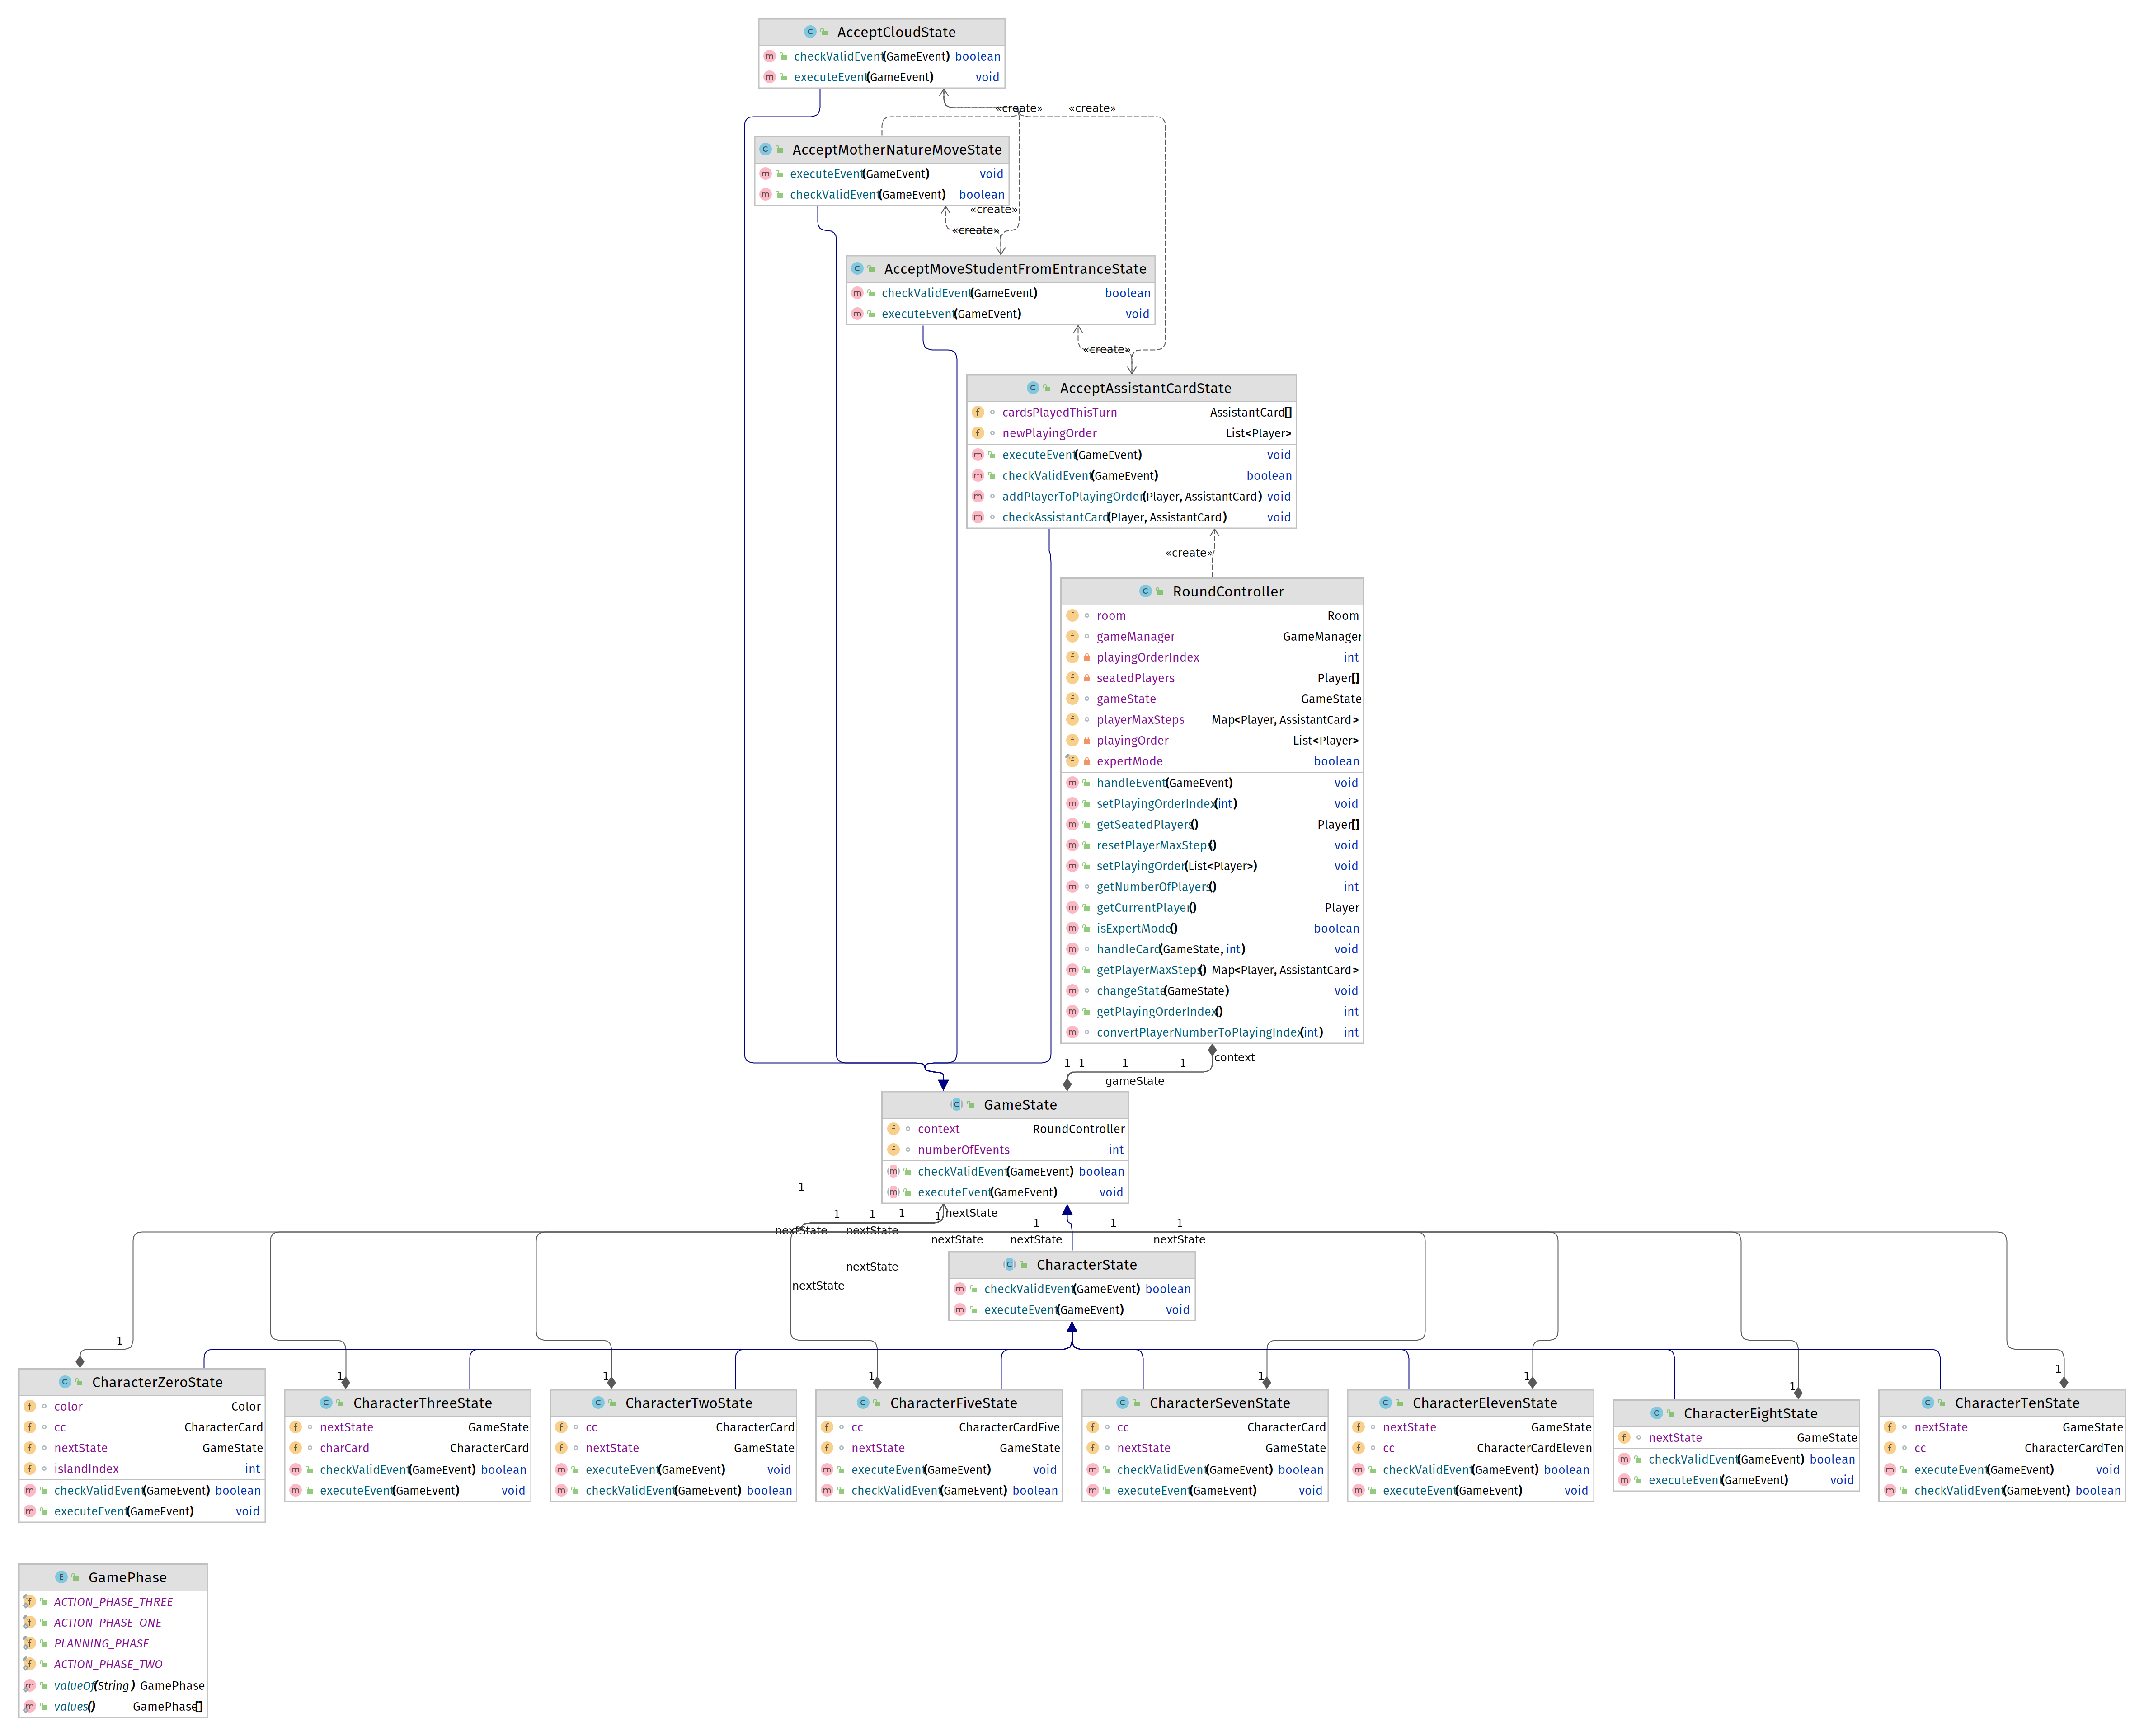 AcceptCloudState
checkValidEvent(GameEvent) boolean
executeEvent(GameEvent) void
«create» «create»
AcceptMotherNatureMoveState
executeEvent(GameEvent) void
checkValidEvent(GameEvent) boolean
«create»
«create»
AcceptMoveStudentFromEntranceState
checkValidEvent(GameEvent) boolean
executeEvent(GameEvent) void
«create»
AcceptAssistantCardState
cardsPlayedThisTurn AssistantCard[]
newPlayingOrder List<Player>
executeEvent(GameEvent) void
checkValidEvent(GameEvent) boolean
addPlayerToPlayingOrder(Player, AssistantCard) void
checkAssistantCard(Player, AssistantCard) void
«create»
RoundController
room Room
gameManager GameManager
playingOrderIndex int
seatedPlayers Player[]
gameState GameState
playerMaxSteps Map<Player, AssistantCard>
playingOrder List<Player>
expertMode boolean
handleEvent(GameEvent) void
setPlayingOrderIndex(int) void
getSeatedPlayers() Player[]
resetPlayerMaxSteps() void
setPlayingOrder(List<Player>) void
getNumberOfPlayers() int
getCurrentPlayer() Player
isExpertMode() boolean
handleCard(GameState, int) void
getPlayerMaxSteps() Map<Player, AssistantCard>
changeState(GameState) void
getPlayingOrderIndex() int
convertPlayerNumberToPlayingIndex(int) int
context
1 1 1 1
gameState
GameState
context RoundController
numberOfEvents int
checkValidEvent(GameEvent) boolean
executeEvent(GameEvent) void
1
1 1 1 1 nextState
1 1 1
nextState nextState
nextState nextState nextState
CharacterState
checkValidEvent(GameEvent) boolean
executeEvent(GameEvent) void
nextState
nextState
1
1 1 1 1 1 1 1
CharacterZeroState
color Color
cc CharacterCard
nextState GameState
islandIndex int
checkValidEvent(GameEvent) boolean
executeEvent(GameEvent) void
CharacterThreeState
nextState GameState
charCard CharacterCard
checkValidEvent(GameEvent) boolean
executeEvent(GameEvent) void
CharacterTwoState
cc CharacterCard
nextState GameState
executeEvent(GameEvent) void
checkValidEvent(GameEvent) boolean
CharacterFiveState
cc CharacterCardFive
nextState GameState
executeEvent(GameEvent) void
checkValidEvent(GameEvent) boolean
CharacterSevenState
cc CharacterCard
nextState GameState
checkValidEvent(GameEvent) boolean
executeEvent(GameEvent) void
CharacterElevenState
nextState GameState
cc CharacterCardEleven
checkValidEvent(GameEvent) boolean
executeEvent(GameEvent) void
CharacterEightState
nextState GameState
checkValidEvent(GameEvent) boolean
executeEvent(GameEvent) void
CharacterTenState
nextState GameState
cc CharacterCardTen
executeEvent(GameEvent) void
checkValidEvent(GameEvent) boolean
GamePhase
ACTION_PHASE_THREE
ACTION_PHASE_ONE
PLANNING_PHASE
ACTION_PHASE_TWO
valueOf(String) GamePhase
values() GamePhase[]